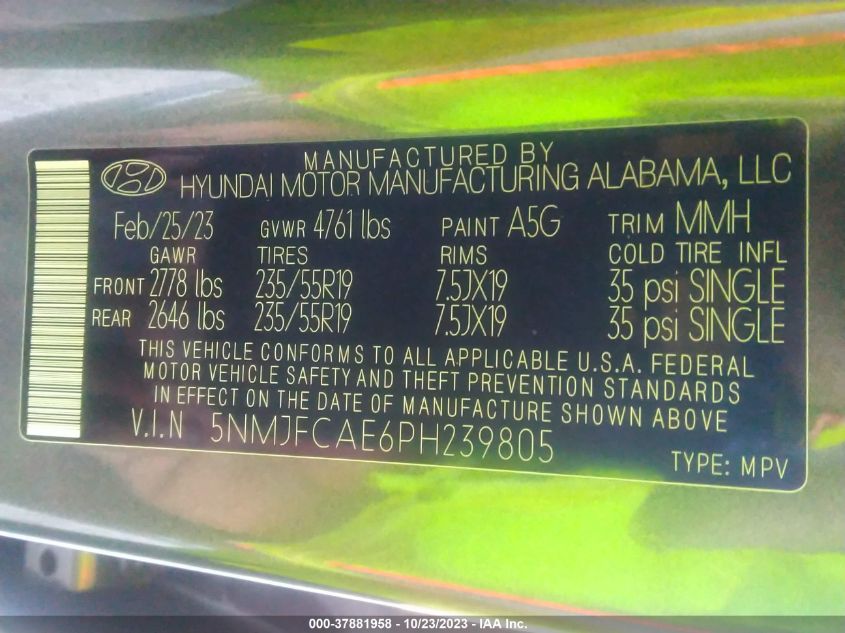 MANUFACTURED BY
HYUNDAI MOTOR MANUFACTURING ALABAMA, LLC
Feb/25/23 GVWR 4761 lbs PAINT A5G TRIM MMH
GAWR TIRES RIMS COLD TIRE INFL
FRONT 2778 lbs 235/55R19 7.5JX19 35 psi SINGLE
REAR 2646 lbs 235/55R19 7.5JX19 35 psi SINGLE
THIS VEHICLE CONFORMS TO ALL APPLICABLE U.S.A. FEDERAL
MOTOR VEHICLE SAFETY AND THEFT PREVENTION STANDARDS
IN EFFECT ON THE DATE OF MANUFACTURE SHOWN ABOVE
V.I.N 5NMJFCAE6PH239805
TYPE: MPV
000-37881958 - 10/23/2023 - IAA Inc.